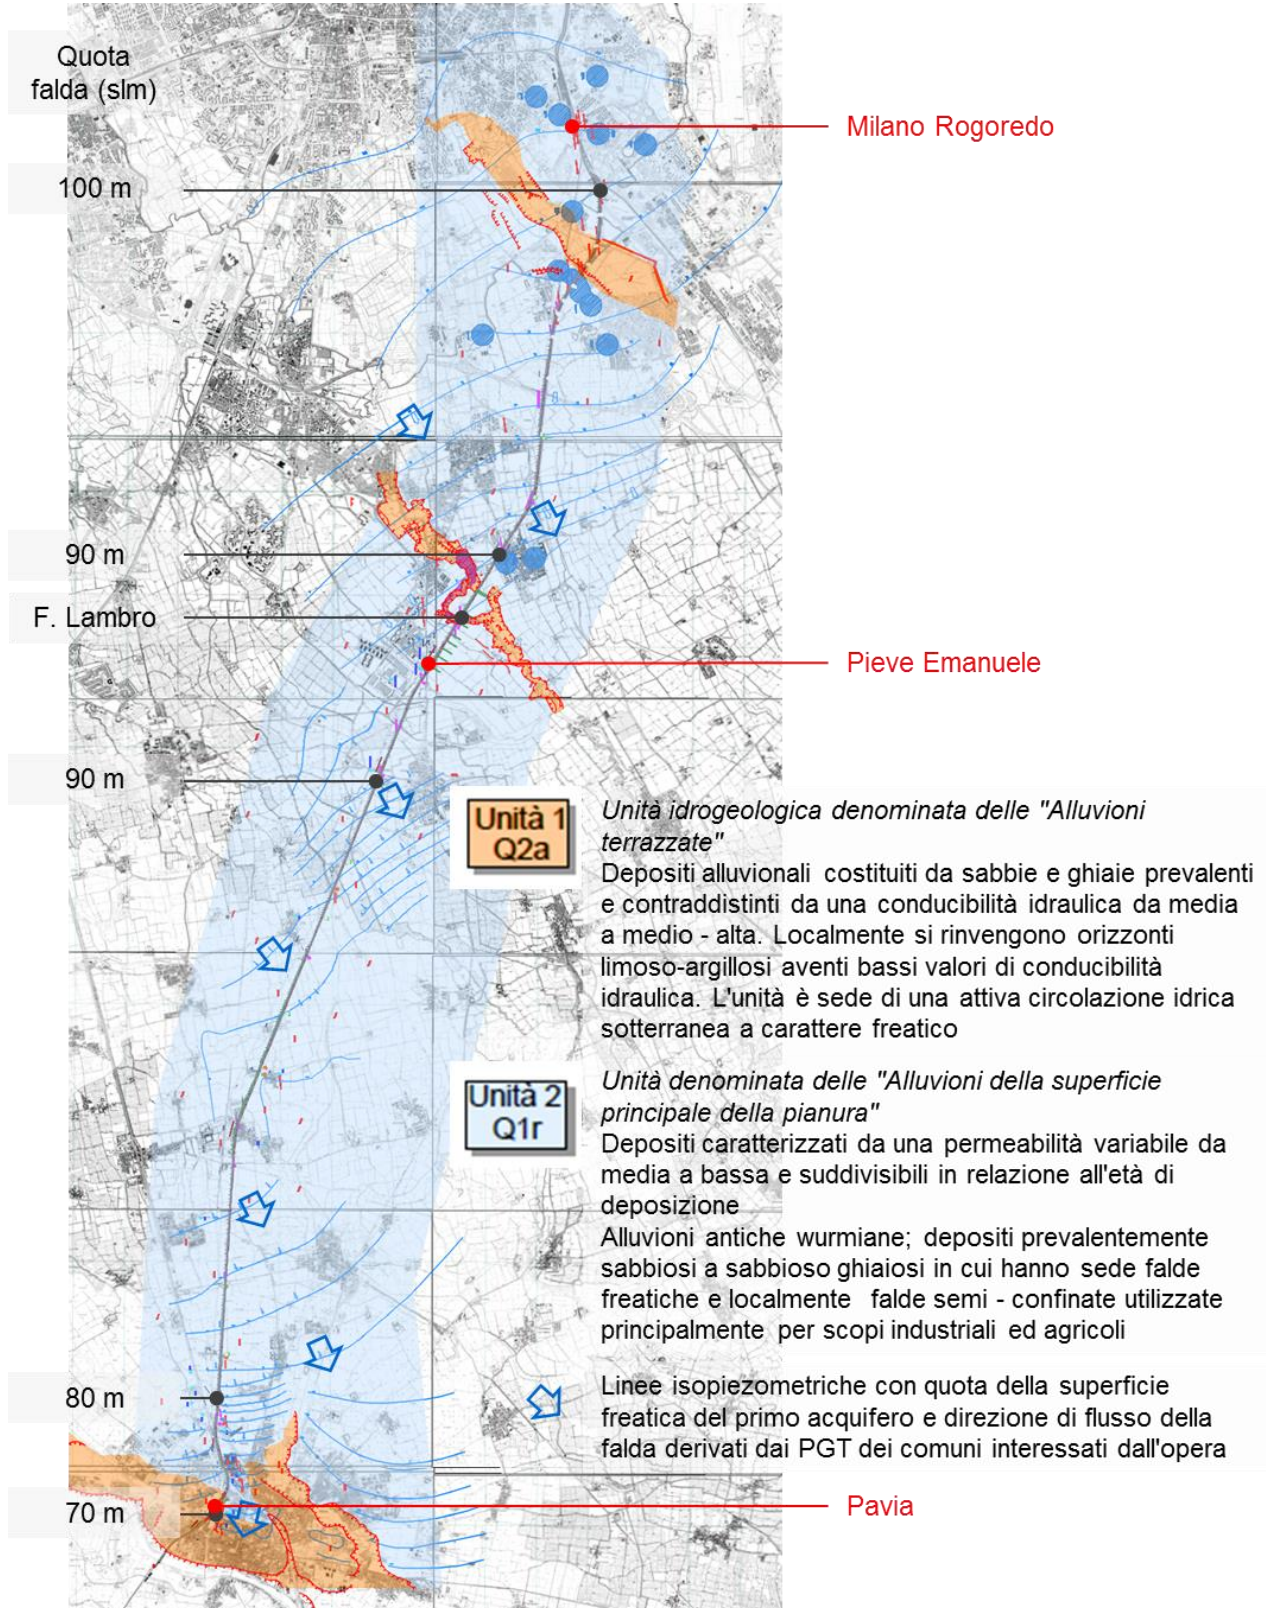 Quota
falda (slm)
Milano Rogoredo
100 m
90 m
F. Lambro
Pieve Emanuele
90 m
Unità 1
Q2a
Unità idrogeologica denominata delle "Alluvioni
terrazzate"
Depositi alluvionali costituiti da sabbie e ghiaie prevalenti
e contraddistinti da una conducibilità idraulica da media
a medio - alta. Localmente si rinvengono orizzonti
limoso-argillosi aventi bassi valori di conducibilità
idraulica. L'unità è sede di una attiva circolazione idrica
sotterranea a carattere freatico
Unità 2
Q1r
Unità denominata delle "Alluvioni della superficie
principale della pianura"
Depositi caratterizzati da una permeabilità variabile da
media a bassa e suddivisibili in relazione all'età di
deposizione
Alluvioni antiche wurmiane; depositi prevalentemente
sabbiosi a sabbioso ghiaiosi in cui hanno sede falde
freatiche e localmente falde semi - confinate utilizzate
principalmente per scopi industriali ed agricoli
80 m
Linee isopiezometriche con quota della superficie
freatica del primo acquifero e direzione di flusso della
falda derivati dai PGT dei comuni interessati dall'opera
70 m
Pavia